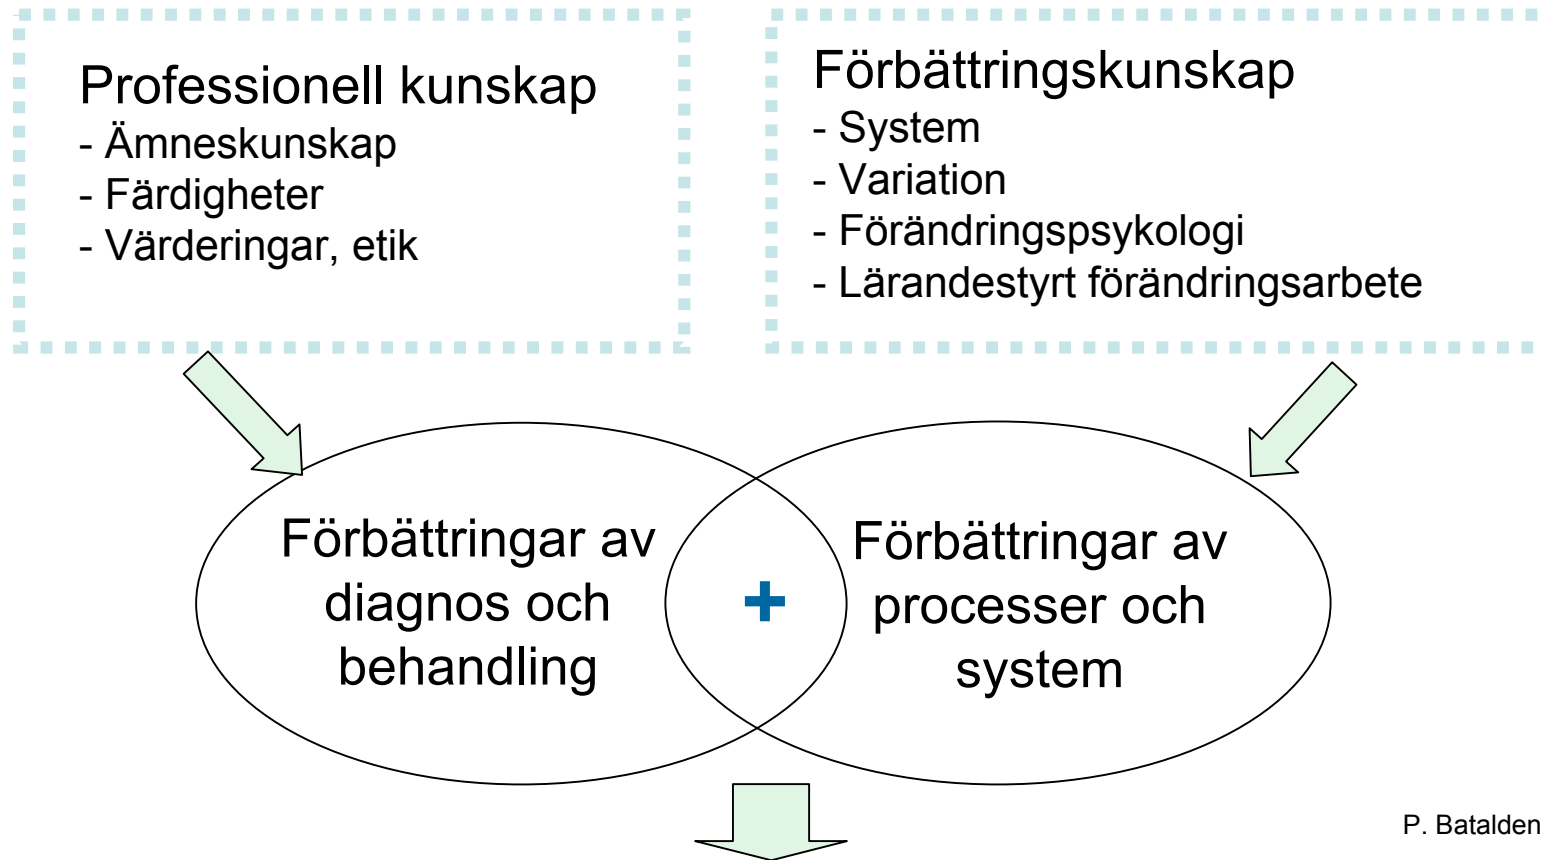 Professionell kunskap
- Ämneskunskap
- Färdigheter
- Värderingar, etik
Förbättringskunskap
- System
- Variation
- Förändringspsykologi
- Lärandestyrt förändringsarbete
Förbättringar av
diagnos och
behandling
+
Förbättringar av
processer och
system
P. Batalden